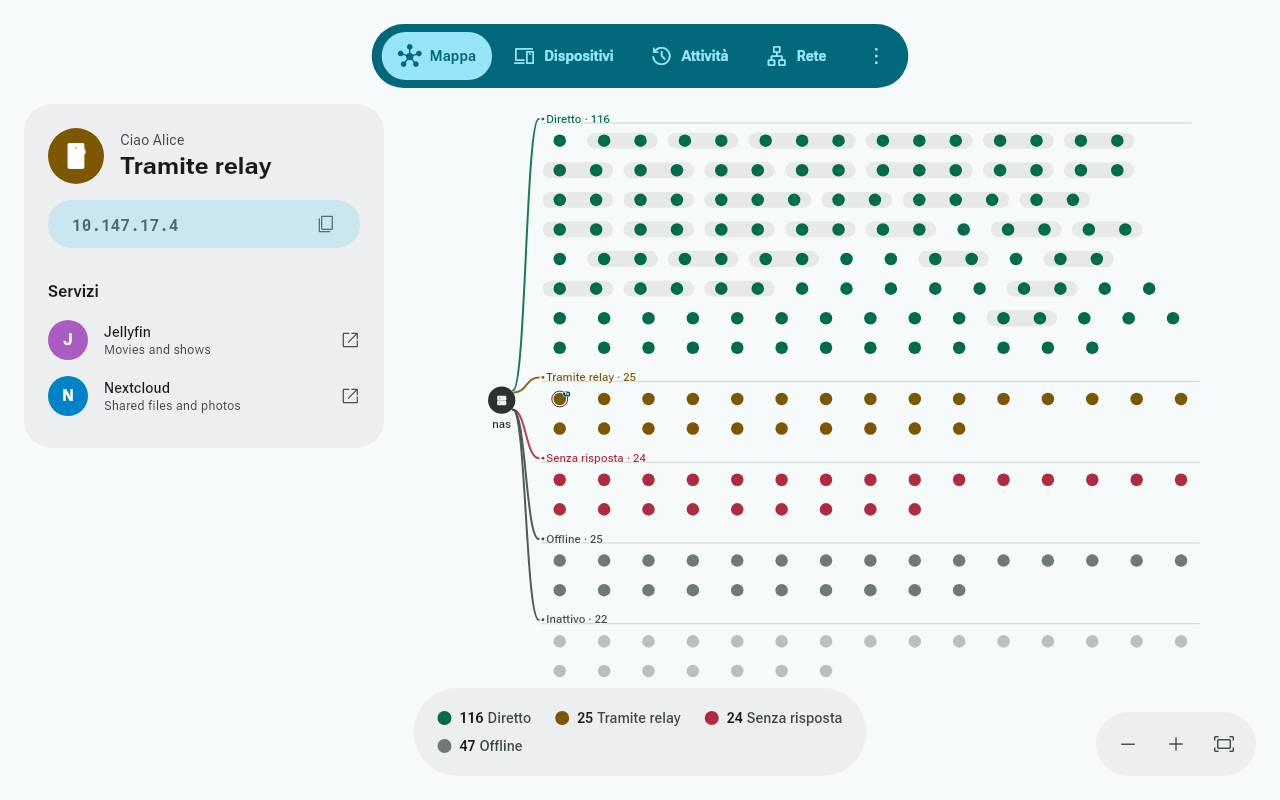 Mappa
Dispositivi
Attività
Rete
Ciao Alice
Tramite relay
10.147.17.4
Servizi
J
Jellyfin
Movies and shows
N
Nextcloud
Shared files and photos
Diretto · 116
Tramite relay · 25
nas
Senza risposta · 24
Offline · 25
Inattivo · 22
116 Diretto
25 Tramite relay
24 Senza risposta
47 Offline